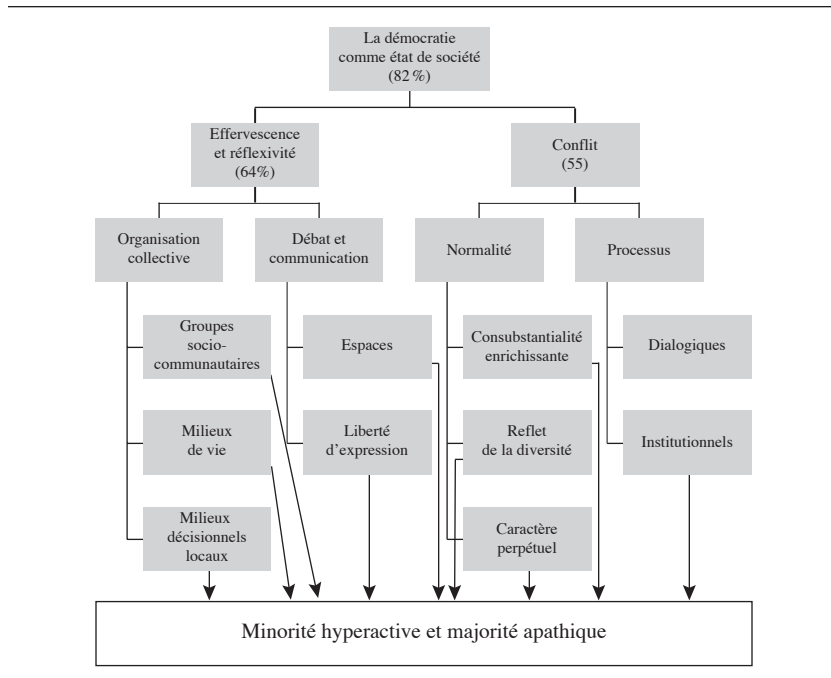 La démocratie
comme état de société
(82 %)
Effervescence
et réflexivité
(64%)
Conflit
(55)
Organisation
collective
Débat et
communication
Normalité
Processus
Groupes
socio-
communautaires
Espaces
Consubstantialité
enrichissante
Dialogiques
Milieux
de vie
Liberté
d'expression
Reflet
de la diversité
Institutionnels
Milieux
décisionnels
locaux
Caractère
perpétuel
Minorité hyperactive et majorité apathique